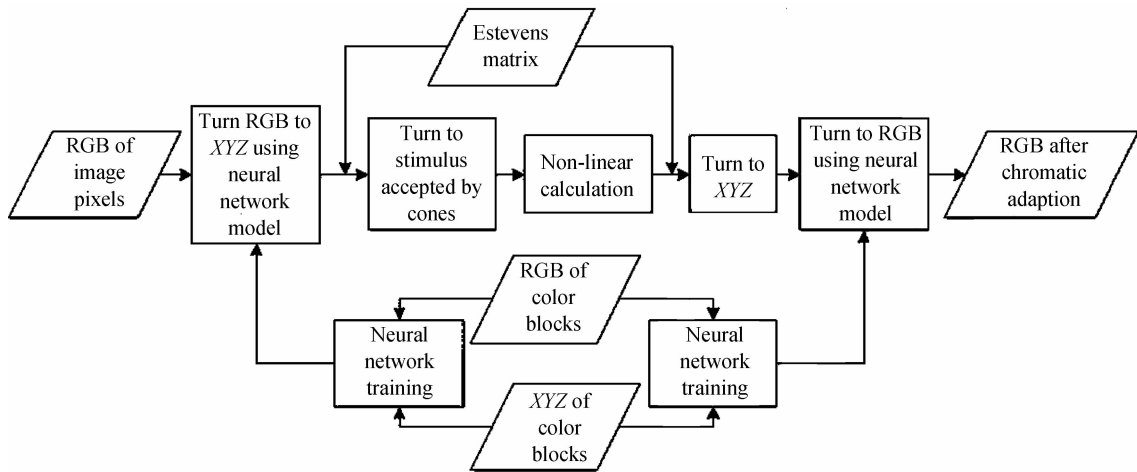 Estevens
matrix
RGB of
image
pixels
Turn RGB to
XYZ using
neural
network
model
Turn to
stimulus
accepted by
cones
Non-linear
calculation
Turn to
XYZ
Turn to RGB
using neural
network
model
RGB after
chromatic
adaption
RGB of
color
blocks
Neural
network
training
Neural
network
training
XYZ of
color
blocks